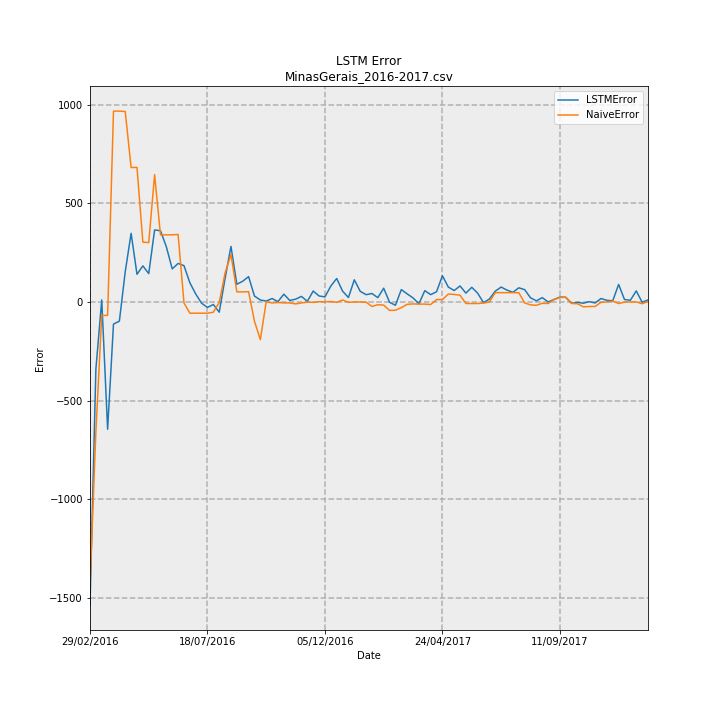 LSTM Error
MinasGerais_2016-2017.csv
LSTMError
NaiveError
1000
500
0
−500
−1000
−1500
Error
29/02/2016 18/07/2016 05/12/2016 24/04/2017 11/09/2017
Date